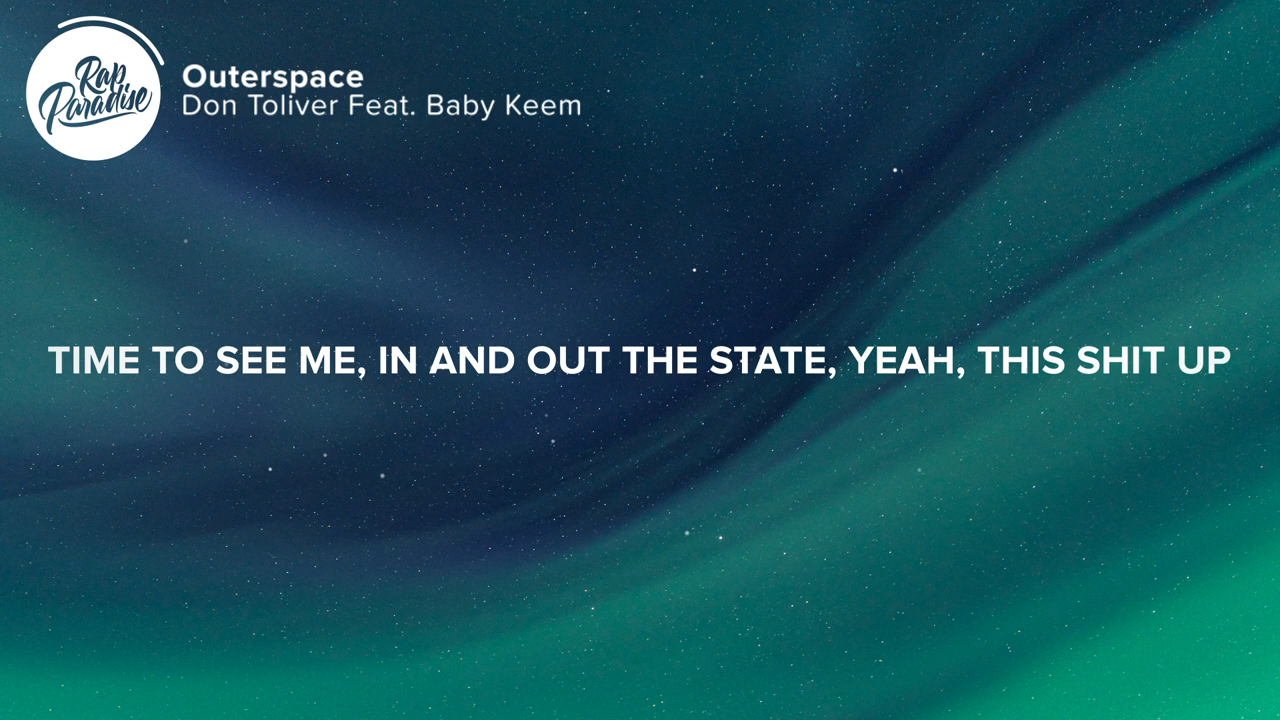 Rap
Paradise
Outerspace
Don Toliver Feat. Baby Keem
TIME TO SEE ME, IN AND OUT THE STATE, YEAH, THIS SHIT UP